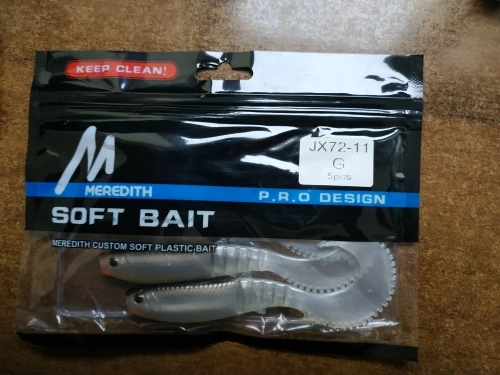 KEEP CLEAN!
M
MEREDITH
JX72-11
G
5pcs
P.R.O DESIGN
SOFT BAIT
MEREDITH CUSTOM SOFT PLASTIC BAIT